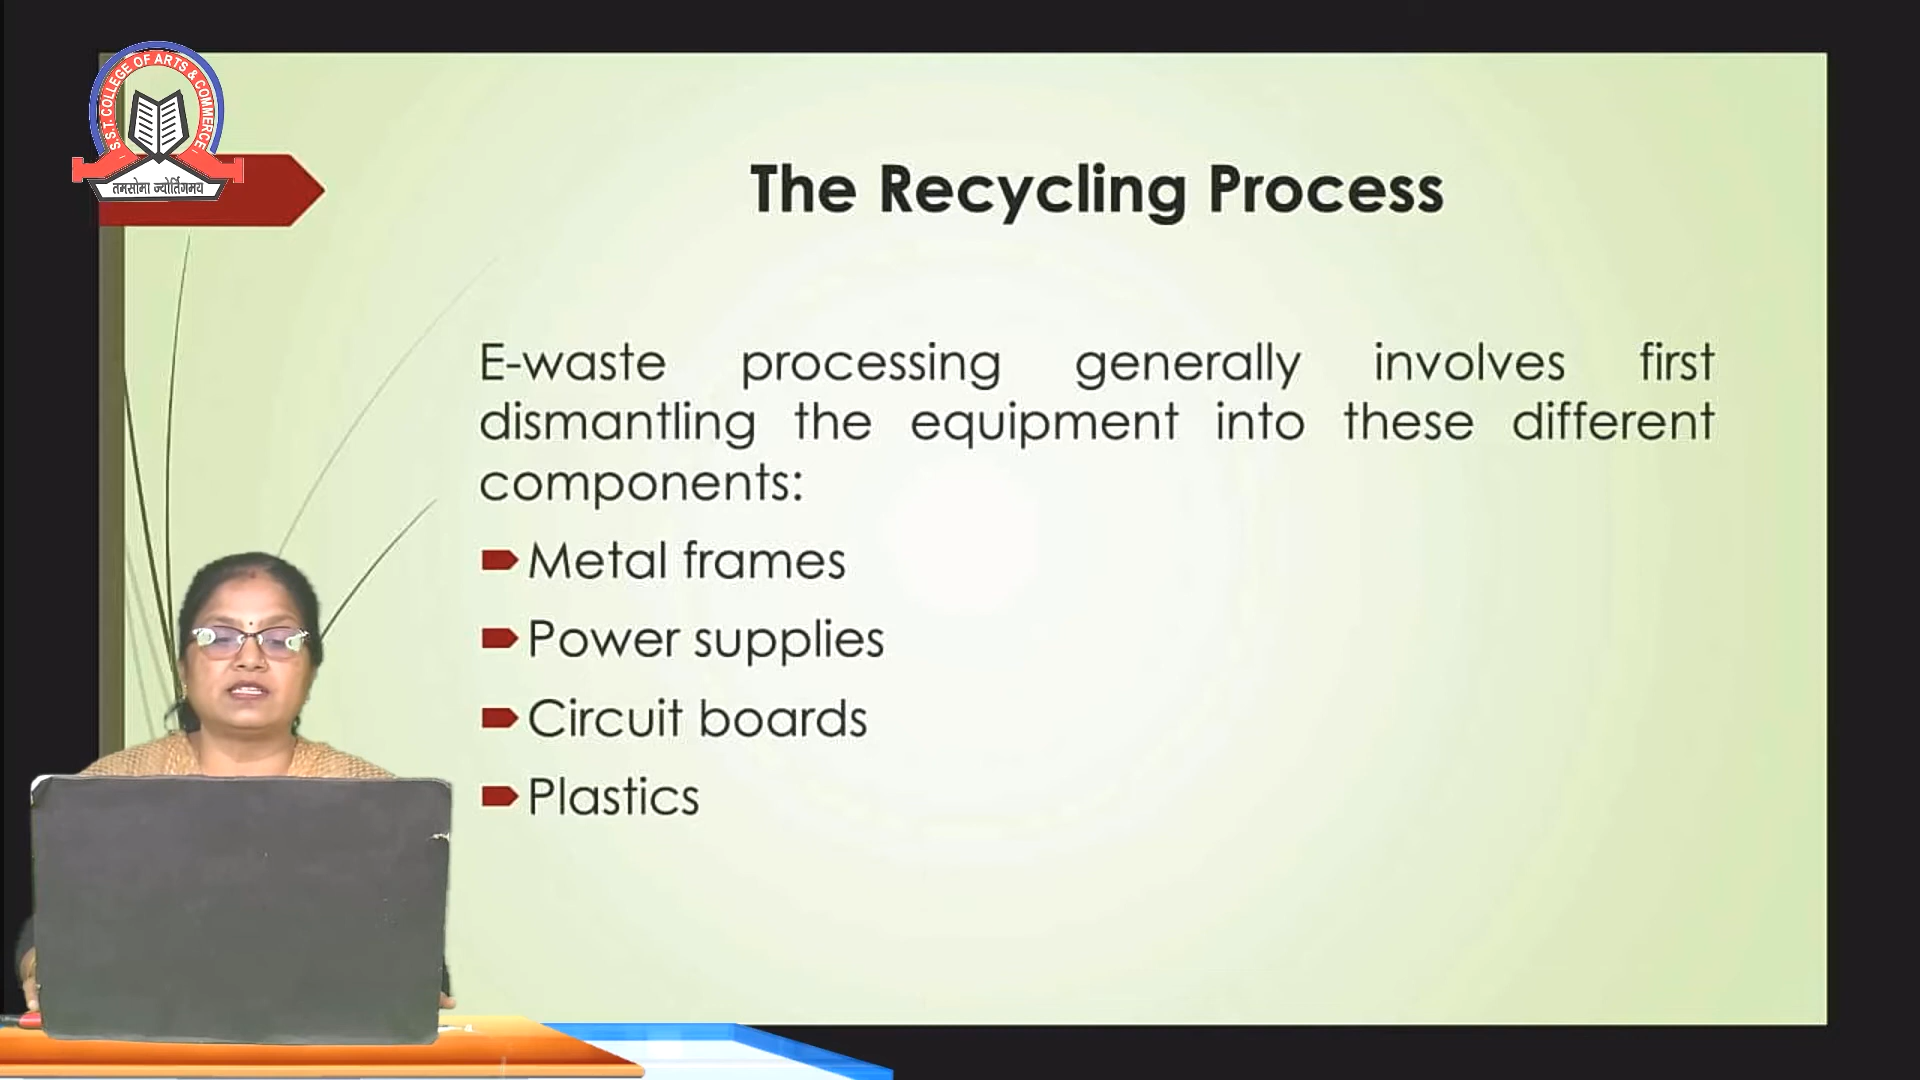 S.S.T. COLLEGE OF ARTS & COMMERCE
तमसोमा ज्योर्तिगमय
The Recycling Process
E-waste processing generally involves first
dismantling the equipment into these different
components:
Metal frames
Power supplies
Circuit boards
Plastics